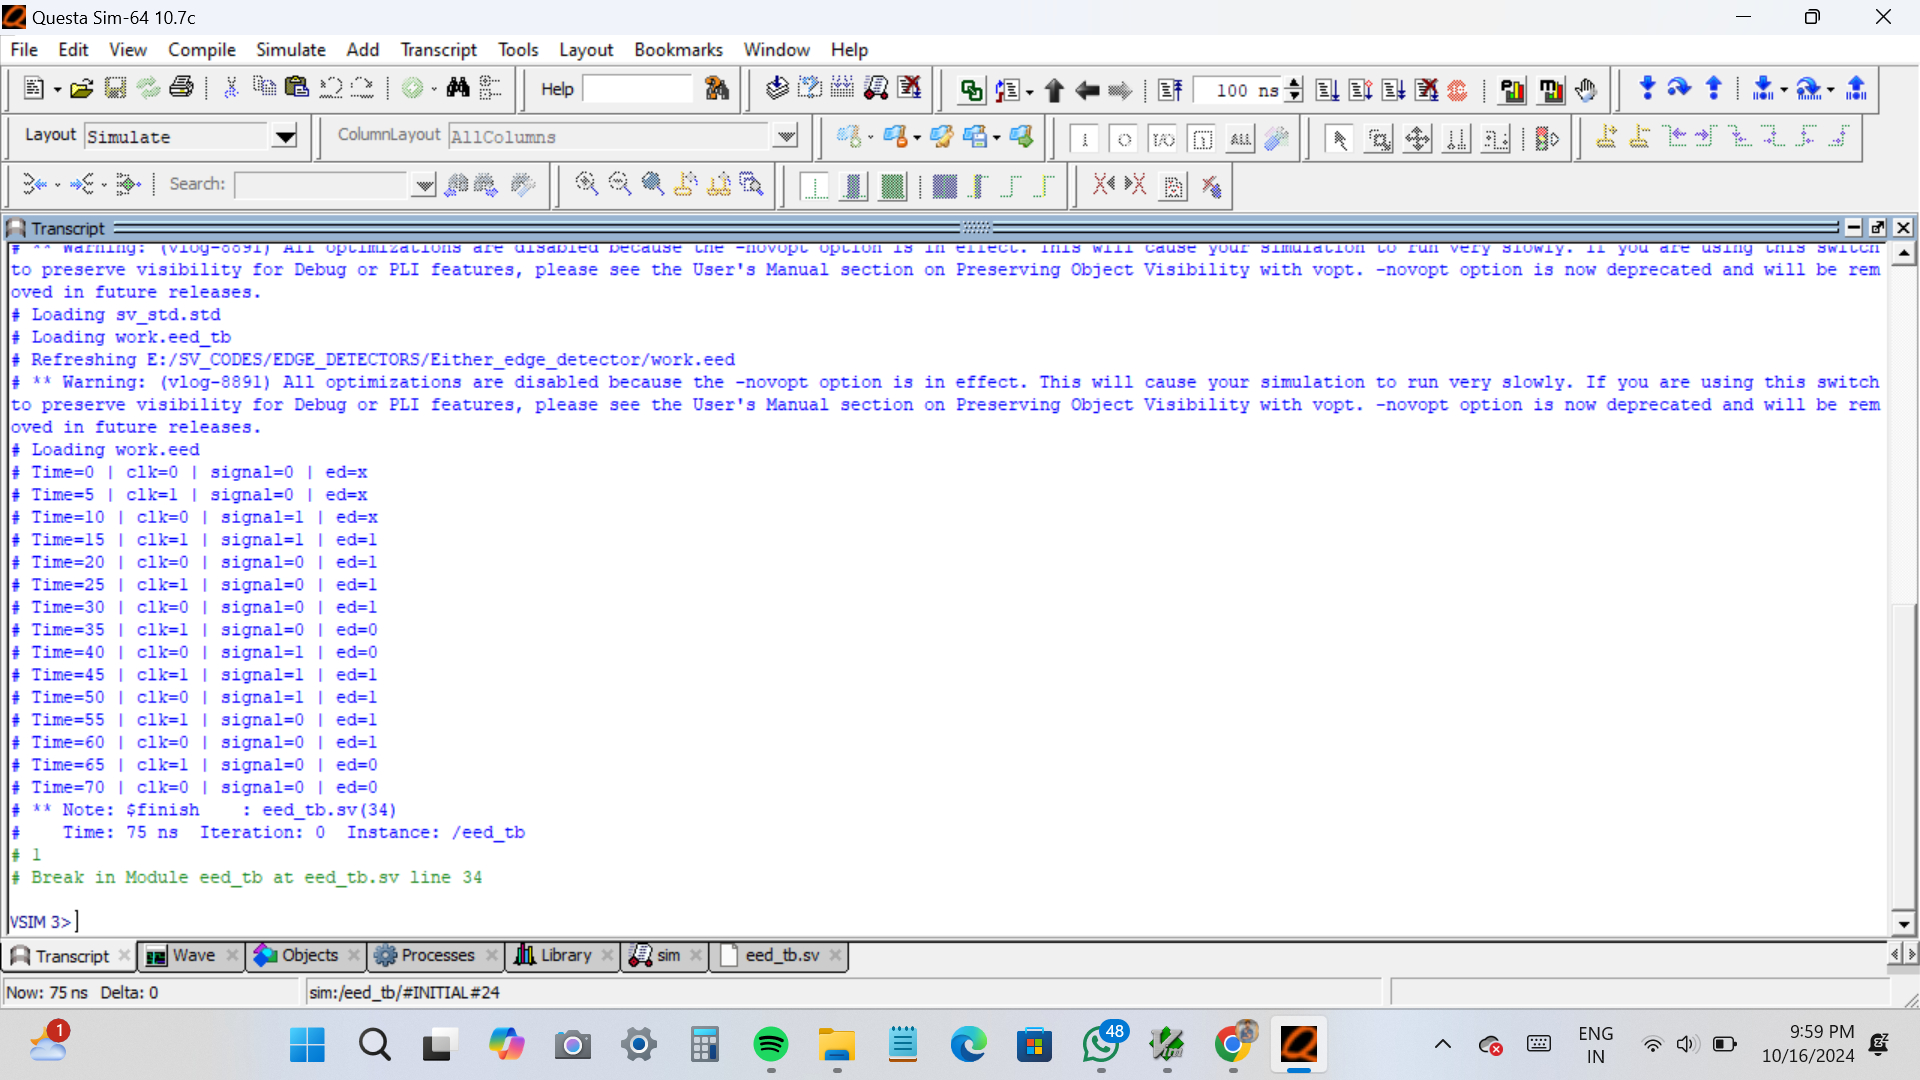 Questa Sim-64 10.7c
File Edit View Compile Simulate Add Transcript Tools Layout Bookmarks Window Help
Help
100 ns
Layout Simulate
ColumnLayout AllColumns
ALL
Search:
Transcript
# ** Warning: (vlog-8891) All optimizations are disabled because the -novopt option is in effect. This will cause your simulation to run very slowly. If you are using this switch
to preserve visibility for Debug or PLI features, please see the User's Manual section on Preserving Object Visibility with vopt. -novopt option is now deprecated and will be rem
oved in future releases.
# Loading sv_std.std
# Loading work.eed_tb
# Refreshing E:/SV_CODES/EDGE_DETECTORS/Either_edge_detector/work.eed
# ** Warning: (vlog-8891) All optimizations are disabled because the -novopt option is in effect. This will cause your simulation to run very slowly. If you are using this switch
to preserve visibility for Debug or PLI features, please see the User's Manual section on Preserving Object Visibility with vopt. -novopt option is now deprecated and will be rem
oved in future releases.
# Loading work.eed
# Time=0 | clk=0 | signal=0 | ed=x
# Time=5 | clk=1 | signal=0 | ed=x
# Time=10 | clk=0 | signal=1 | ed=x
# Time=15 | clk=1 | signal=1 | ed=1
# Time=20 | clk=0 | signal=0 | ed=1
# Time=25 | clk=1 | signal=0 | ed=1
# Time=30 | clk=0 | signal=0 | ed=1
# Time=35 | clk=1 | signal=0 | ed=0
# Time=40 | clk=0 | signal=1 | ed=0
# Time=45 | clk=1 | signal=1 | ed=1
# Time=50 | clk=0 | signal=1 | ed=1
# Time=55 | clk=1 | signal=0 | ed=1
# Time=60 | clk=0 | signal=0 | ed=1
# Time=65 | clk=1 | signal=0 | ed=0
# Time=70 | clk=0 | signal=0 | ed=0
# ** Note: $finish : eed_tb.sv(34)
# Time: 75 ns Iteration: 0 Instance: /eed_tb
# 1
# Break in Module eed_tb at eed_tb.sv line 34
VSIM 3>
Transcript Wave Objects Processes Library sim eed_tb.sv
Now: 75 ns Delta: 0 sim:/eed_tb/#INITIAL#24
1
48
ENG
IN
9:59 PM
10/16/2024